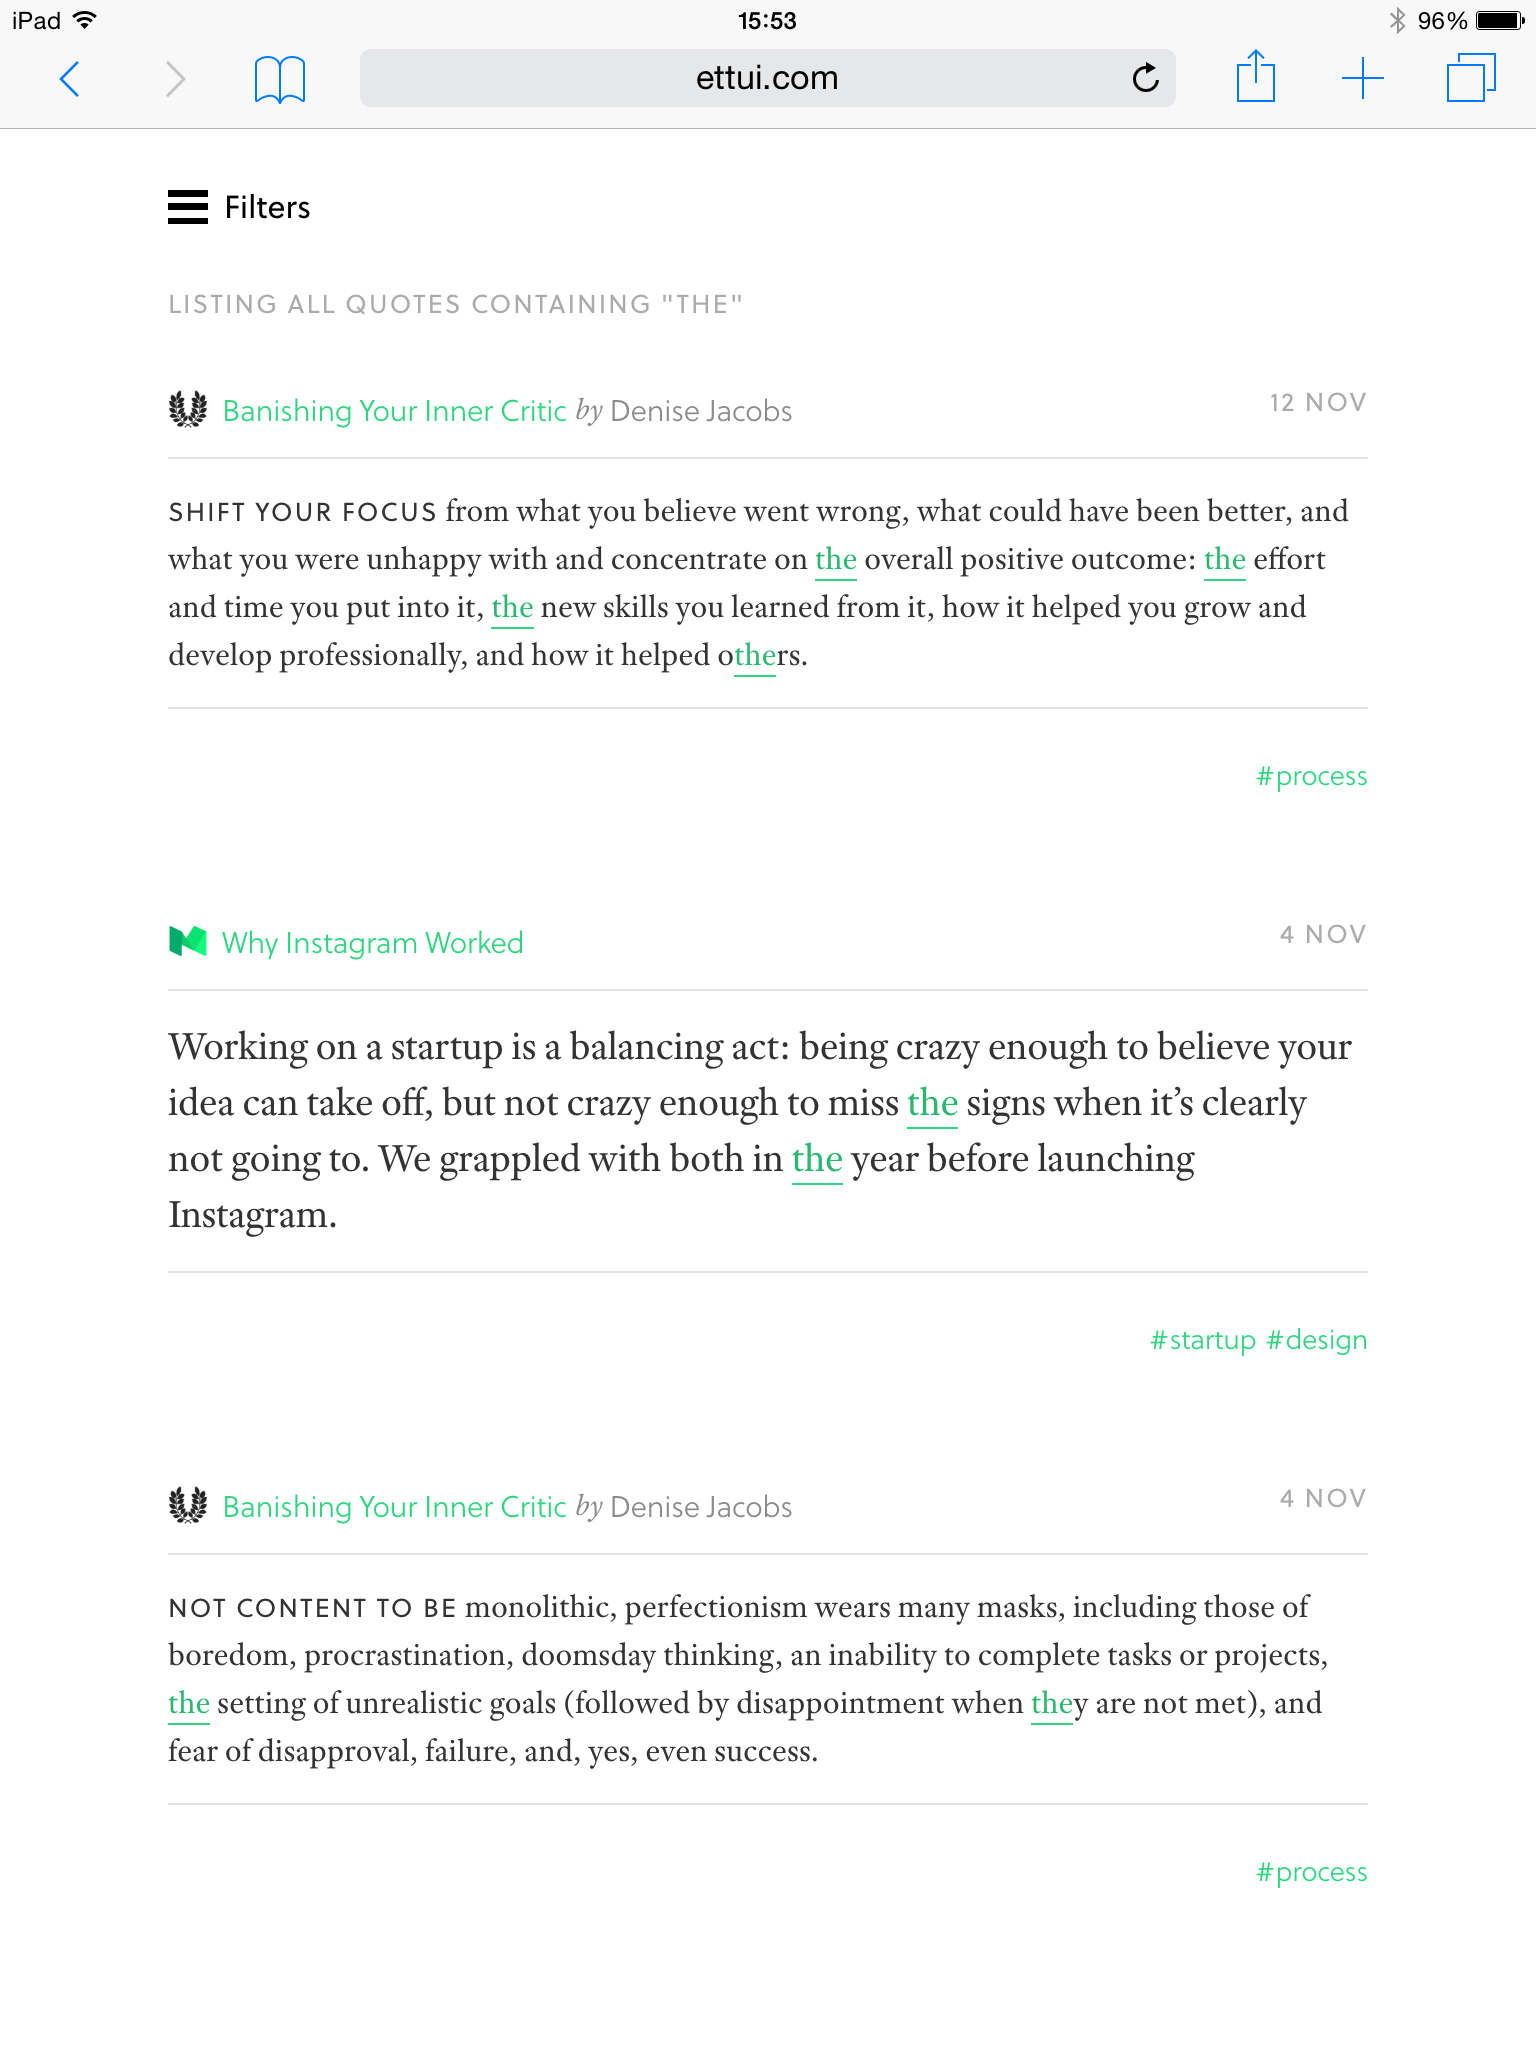 iPad 15:53 96%
ettui.com
Filters
LISTING ALL QUOTES CONTAINING "THE"
Banishing Your Inner Critic by Denise Jacobs 12 NOV
SHIFT YOUR FOCUS from what you believe went wrong, what could have been better, and
what you were unhappy with and concentrate on the overall positive outcome: the effort
and time you put into it, the new skills you learned from it, how it helped you grow and
develop professionally, and how it helped others.
#process
Why Instagram Worked 4 NOV
Working on a startup is a balancing act: being crazy enough to believe your
idea can take off, but not crazy enough to miss the signs when it’s clearly
not going to. We grappled with both in the year before launching
Instagram.
#startup #design
Banishing Your Inner Critic by Denise Jacobs 4 NOV
NOT CONTENT TO BE monolithic, perfectionism wears many masks, including those of
boredom, procrastination, doomsday thinking, an inability to complete tasks or projects,
the setting of unrealistic goals (followed by disappointment when they are not met), and
fear of disapproval, failure, and, yes, even success.
#process